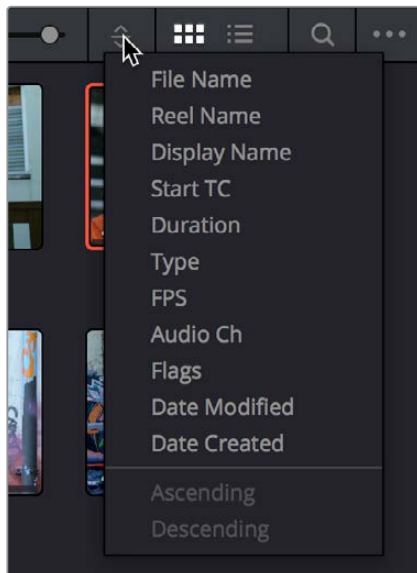 File Name
Reel Name
Display Name
Start TC
Duration
Type
FPS
Audio Ch
Flags
Date Modified
Date Created
Ascending
Descending